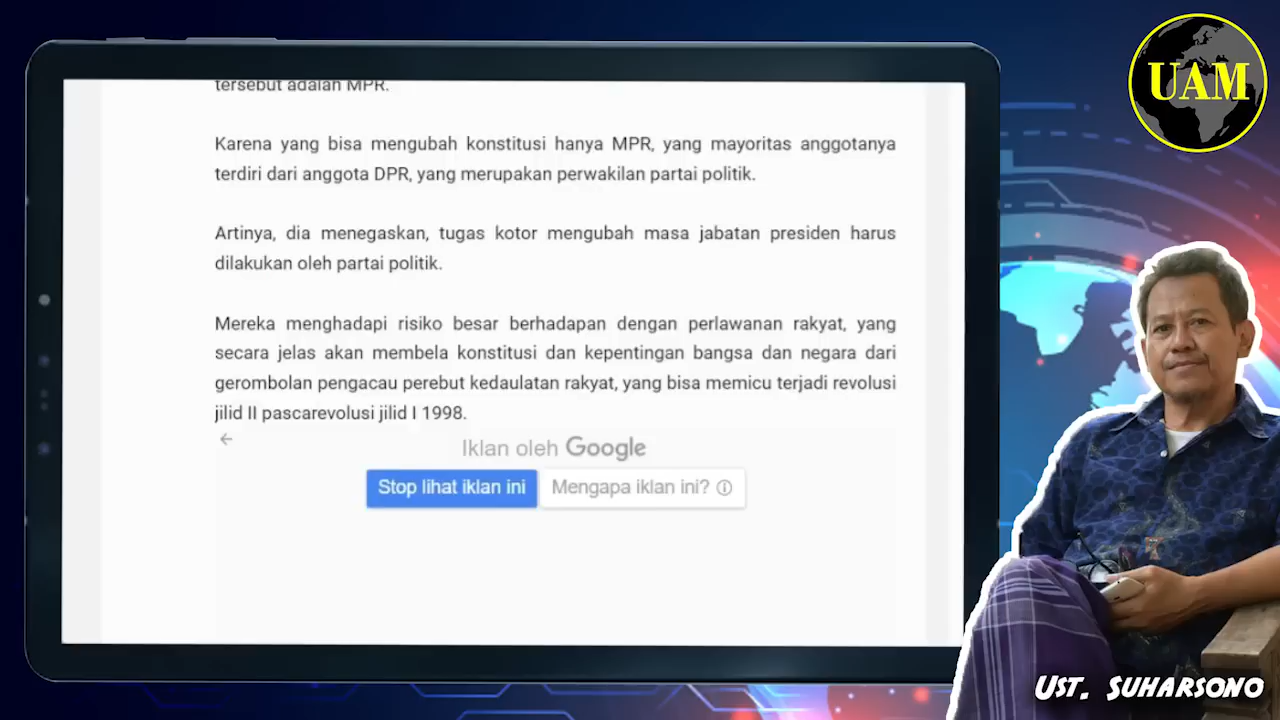 tersebut adalah MPR.
Karena yang bisa mengubah konstitusi hanya MPR, yang mayoritas anggotanya
terdiri dari anggota DPR, yang merupakan perwakilan partai politik.
Artinya, dia menegaskan, tugas kotor mengubah masa jabatan presiden harus
dilakukan oleh partai politik.
Mereka menghadapi risiko besar berhadapan dengan perlawanan rakyat, yang
secara jelas akan membela konstitusi dan kepentingan bangsa dan negara dari
gerombolan pengacau perebut kedaulatan rakyat, yang bisa memicu terjadi revolusi
jilid II pascarevolusi jilid I 1998.
Iklan oleh Google
Stop lihat iklan ini
Mengapa iklan ini?
UAM
UST. SUHARSONO